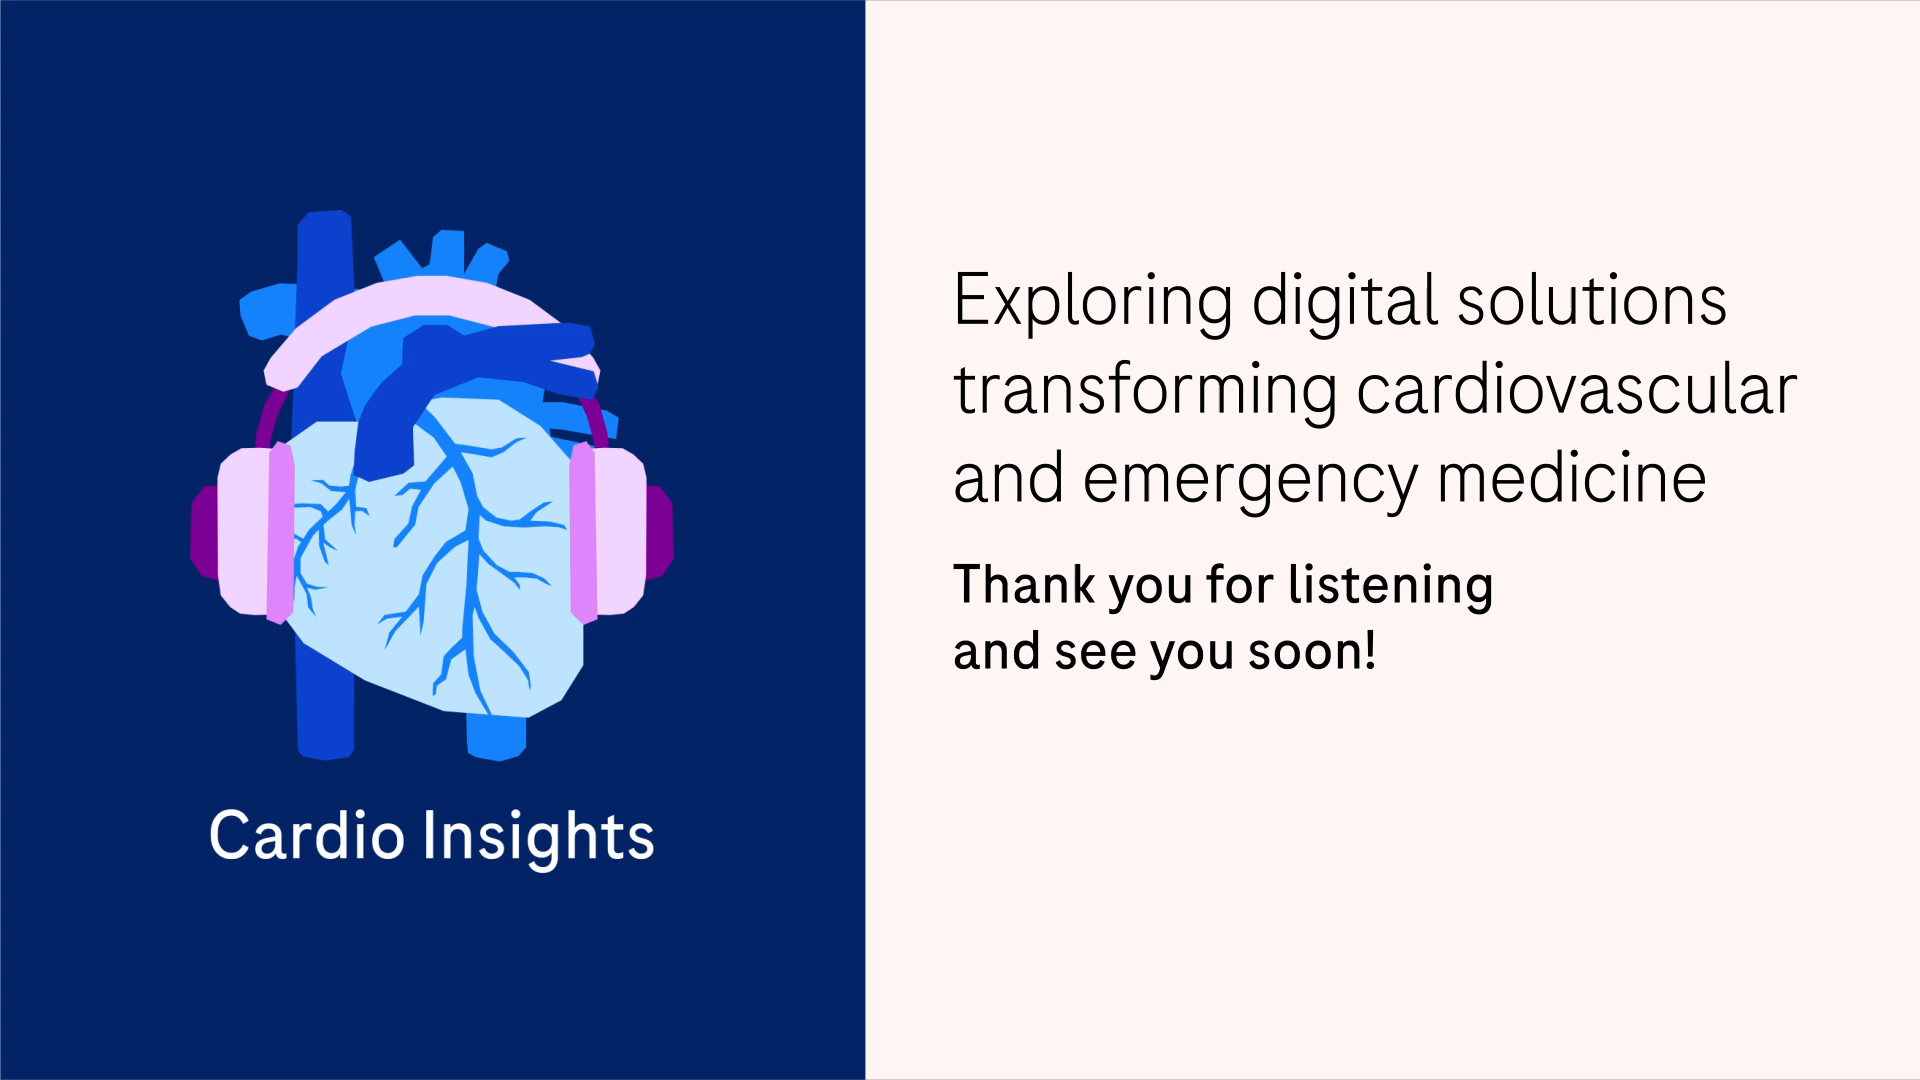 Cardio Insights
Exploring digital solutions
transforming cardiovascular
and emergency medicine
Thank you for listening
and see you soon!